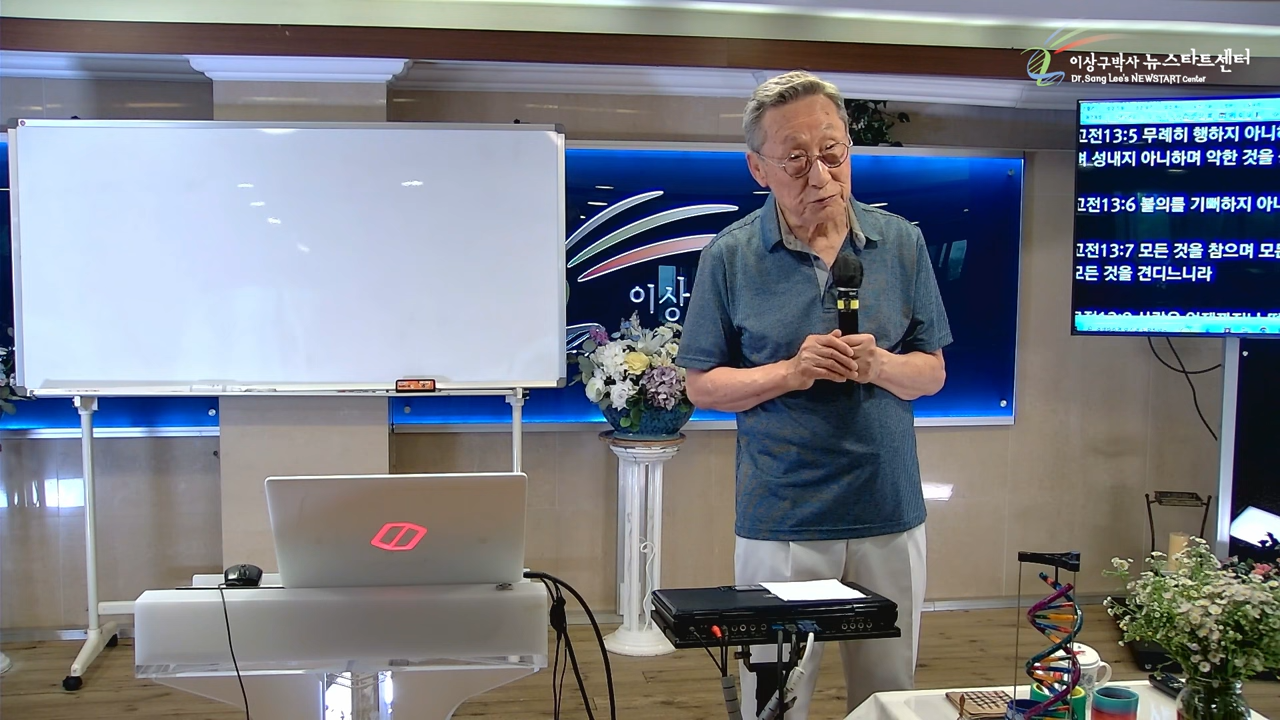 이상구박사 뉴스타트센터
Dr. Sang Lee's NEWSTART Center
고전13:5 무례히 행하지 아니하
며 성내지 아니하며 악한 것을
고전13:6 불의를 기뻐하지 아니
고전13:7 모든 것을 참으며 모든
모든 것을 견디느니라
이상